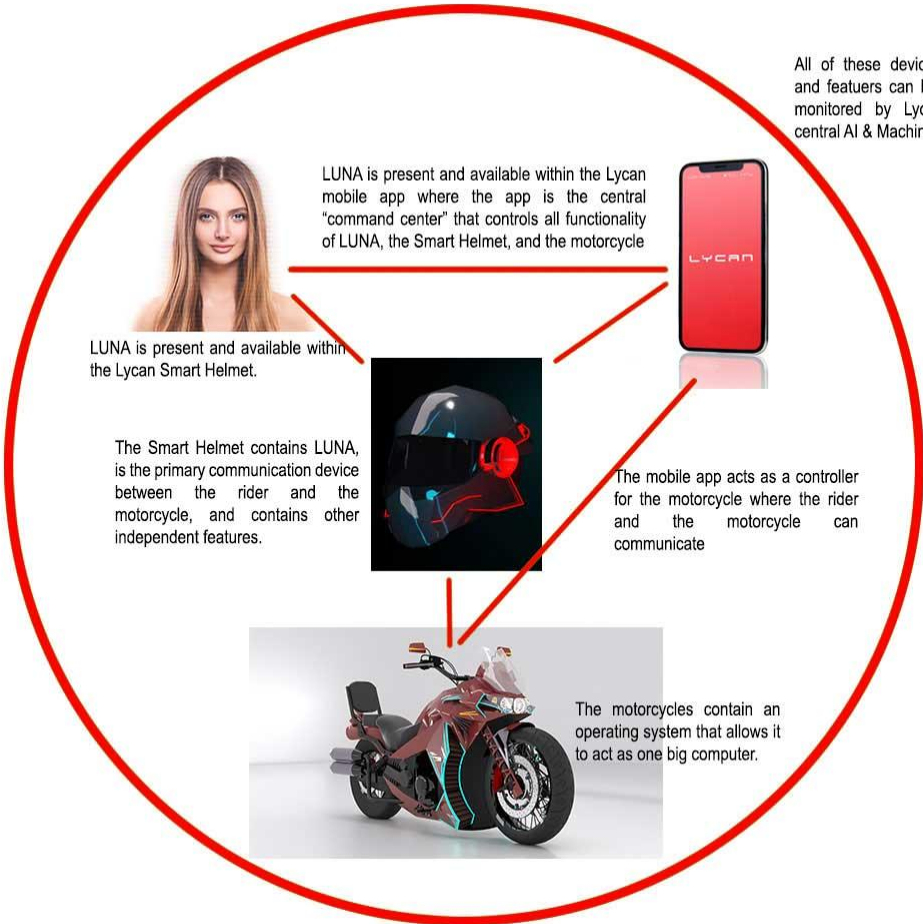 All of these devic
and featuers can b
monitored by Lyc
central AI & Machin
LUNA is present and available within the Lycan
mobile app where the app is the central
“command center” that controls all functionality
of LUNA, the Smart Helmet, and the motorcycle
LYCAN
LUNA is present and available within
the Lycan Smart Helmet.
The Smart Helmet contains LUNA,
is the primary communication device
between the rider and the
motorcycle, and contains other
independent features.
The mobile app acts as a controller
for the motorcycle where the rider
and the motorcycle can
communicate
The motorcycles contain an
operating system that allows it
to act as one big computer.